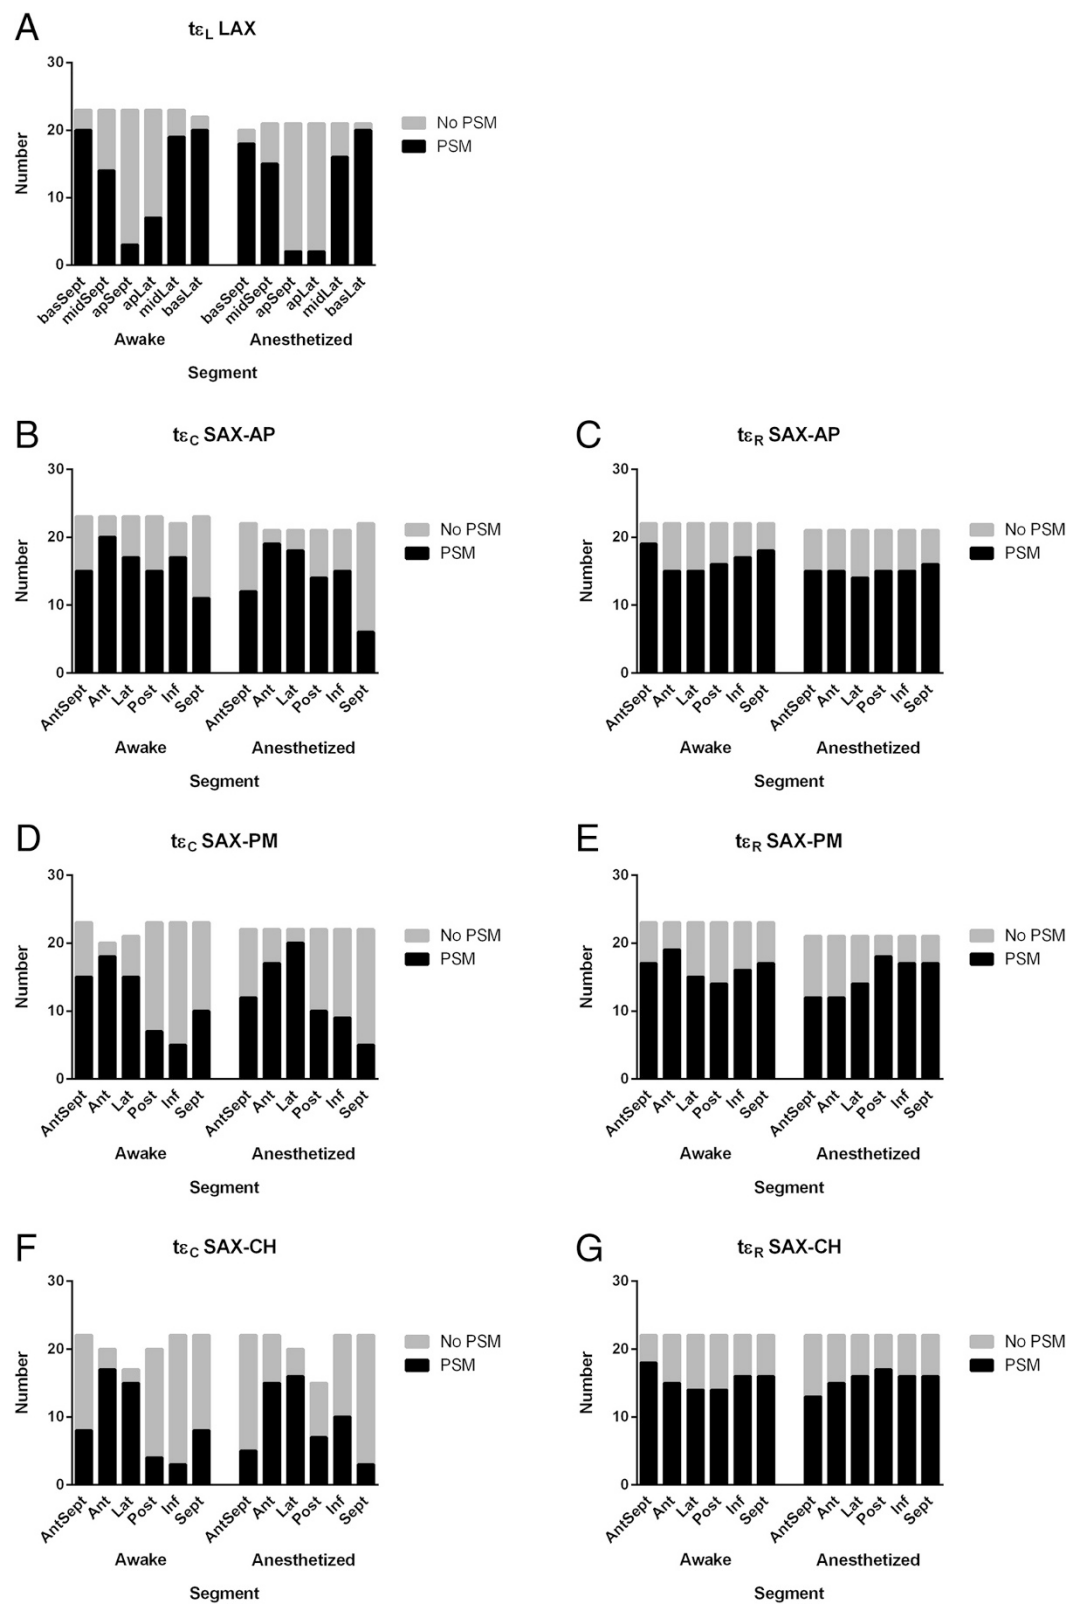 A
tεL LAX
30
20
10
0
Number
No PSM
PSM
basSept midSept apSept apLat midLat basLat basSept midSept apSept apLat midLat basLat
Awake Anesthetized
Segment
B
tεC SAX-AP
30
20
10
0
Number
No PSM
PSM
AntSept Ant Lat Post Inf Sept AntSept Ant Lat Post Inf Sept
Awake Anesthetized
Segment
C
tεR SAX-AP
30
20
10
0
Number
No PSM
PSM
AntSept Ant Lat Post Inf Sept AntSept Ant Lat Post Inf Sept
Awake Anesthetized
Segment
D
tεC SAX-PM
30
20
10
0
Number
No PSM
PSM
AntSept Ant Lat Post Inf Sept AntSept Ant Lat Post Inf Sept
Awake Anesthetized
Segment
E
tεR SAX-PM
30
20
10
0
Number
No PSM
PSM
AntSept Ant Lat Post Inf Sept AntSept Ant Lat Post Inf Sept
Awake Anesthetized
Segment
F
tεC SAX-CH
30
20
10
0
Number
No PSM
PSM
AntSept Ant Lat Post Inf Sept AntSept Ant Lat Post Inf Sept
Awake Anesthetized
Segment
G
tεR SAX-CH
30
20
10
0
Number
No PSM
PSM
AntSept Ant Lat Post Inf Sept AntSept Ant Lat Post Inf Sept
Awake Anesthetized
Segment